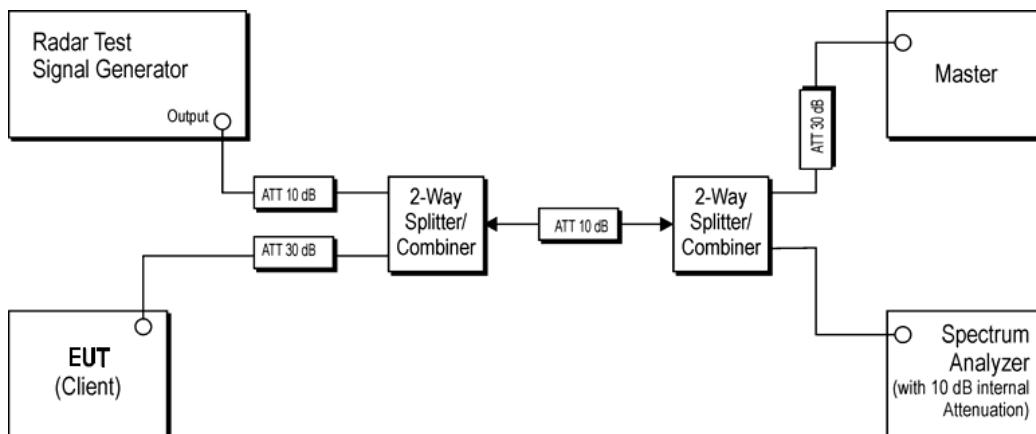 Radar Test
Signal Generator
Output
ATT 10 dB
2-Way
Splitter/
Combiner
ATT 30 dB
EUT
(Client)
ATT 10 dB
2-Way
Splitter/
Combiner
ATT 30 dB
Master
Spectrum
Analyzer
(with 10 dB internal
Attenuation)